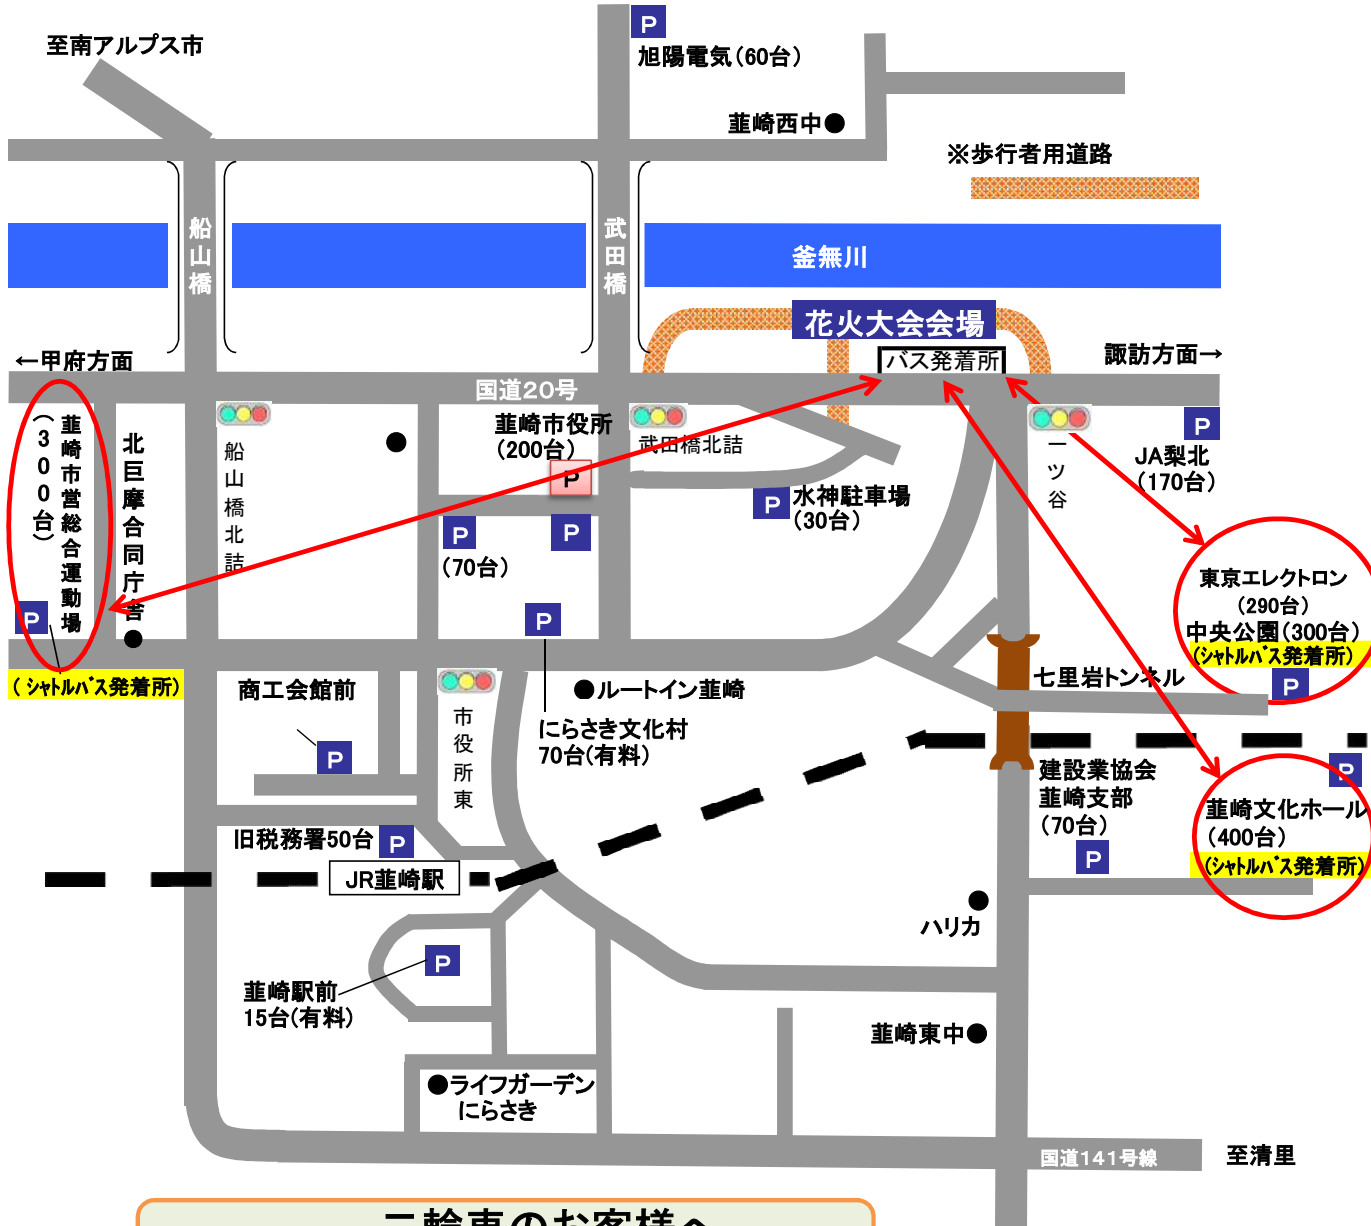 至南アルプス市
P
旭陽電気(60台)
韮崎西中●
※歩行者用道路
船山橋
武田橋
釜無川
花火大会会場
バス発着所
←甲府方面
諏訪方面→
国道20号
韮崎市営総合運動場
(300台)
P
(シャトルバス発着所)
北巨摩合同庁舎●
船山橋北詰
●
韮崎市役所
(200台)
P
P
P
(70台)
武田橋北詰
P
水神駐車場
(30台)
一ツ谷
P
JA梨北
(170台)
東京エレクトロン
(290台)
中央公園(300台)
(シャトルバス発着所)
P
P
●ルートイン韮崎
にらさき文化村
70台(有料)
商工会館前
P
市役所東
七里岩トンネル
建設業協会
韮崎支部
(70台)
P
P
韮崎文化ホール
(400台)
(シャトルバス発着所)
旧税務署50台
P
JR韮崎駅
●
ハリカ
P
韮崎駅前
15台(有料)
韮崎東中●
●ライフガーデン
にらさき
国道141号線
至清里
二輪車のお客様へ